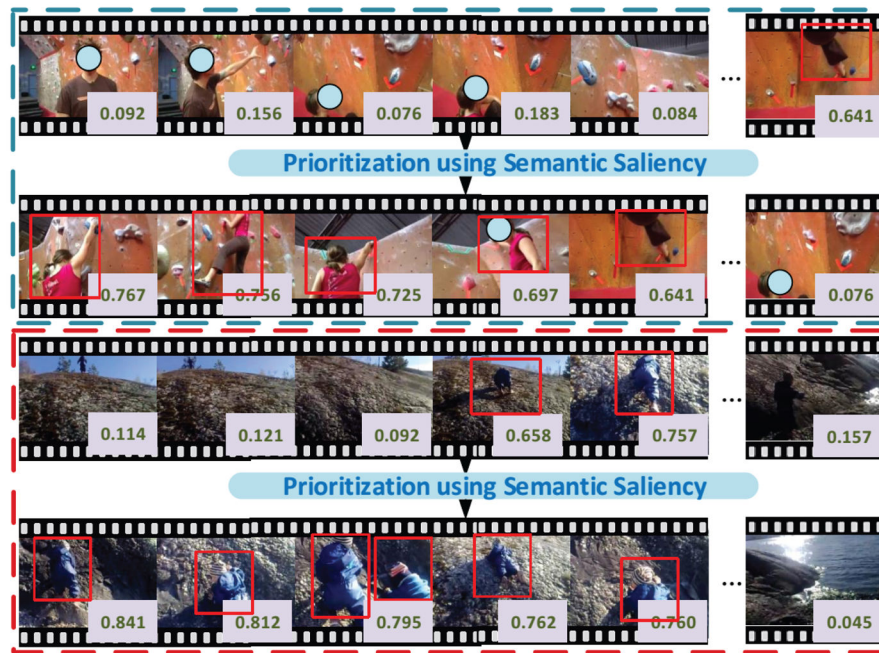 0.092 0.156 0.076 0.183 0.084 ... 0.641
Prioritization using Semantic Saliency
0.767 0.756 0.725 0.697 0.641 ... 0.076
0.114 0.121 0.092 0.658 0.757 ... 0.157
Prioritization using Semantic Saliency
0.841 0.812 0.795 0.762 0.760 ... 0.045